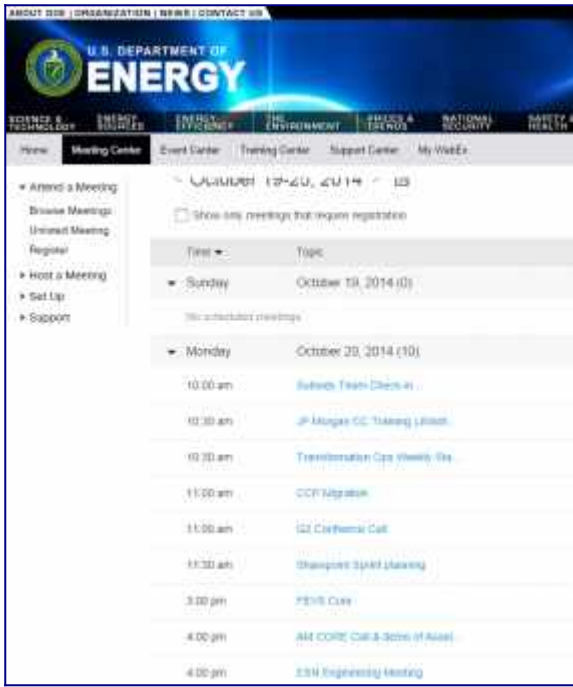 ABOUT DOE | ORGANIZATION | NEWS | CONTACT US
U.S. DEPARTMENT OF
ENERGY
SCIENCE & TECHNOLOGY ENERGY SOURCES ENERGY EFFICIENCY THE ENVIRONMENT PRICES & TRENDS NATIONAL SECURITY SAFETY & HEALTH
Home Meeting Center Event Center Training Center Support Center My WebEx
Attend a Meeting
Browse Meetings
Unlisted Meeting
Register
Host a Meeting
Set Up
Support
October 19-25, 2014
Show only meetings that require registration
Time Topic
Sunday October 19, 2014 (0)
No scheduled meetings
Monday October 20, 2014 (10)
10:00 am Team Check-in...
10:30 am JP Morgan CC Training
10:30 am Transformation Ops Weekly
11:00 am CCP Migration
11:00 am Conference Call
11:30 am Sharepoint Sprint planning
3:00 pm
4:00 pm AM CORE Call & demo of
4:00 pm ESN Engineering Meeting